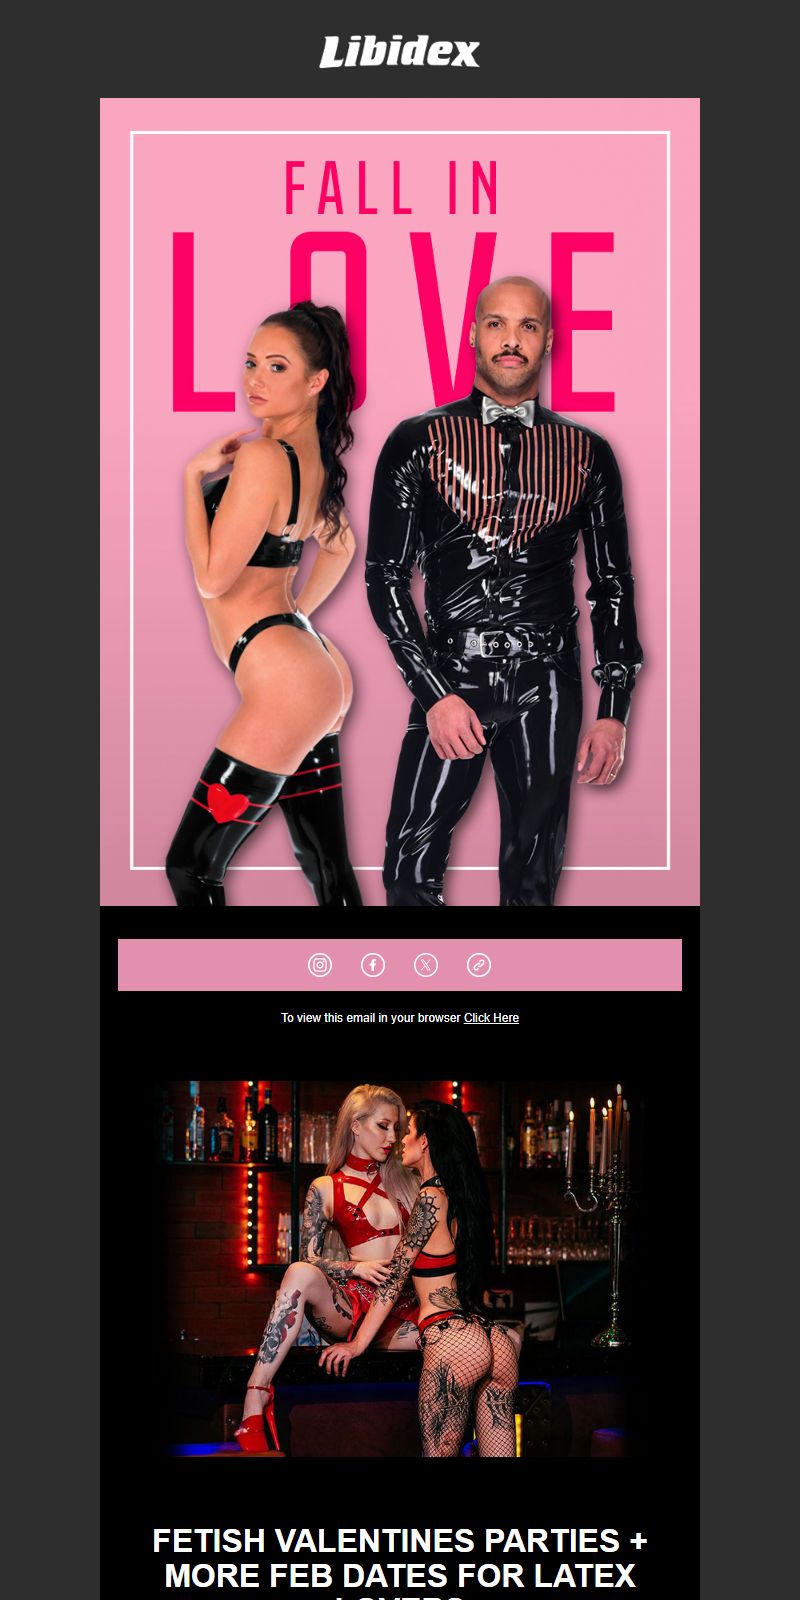 Libidex
FALL IN
LOVE
To view this email in your browser Click Here
FETISH VALENTINES PARTIES +
MORE FEB DATES FOR LATEX
LOVERS